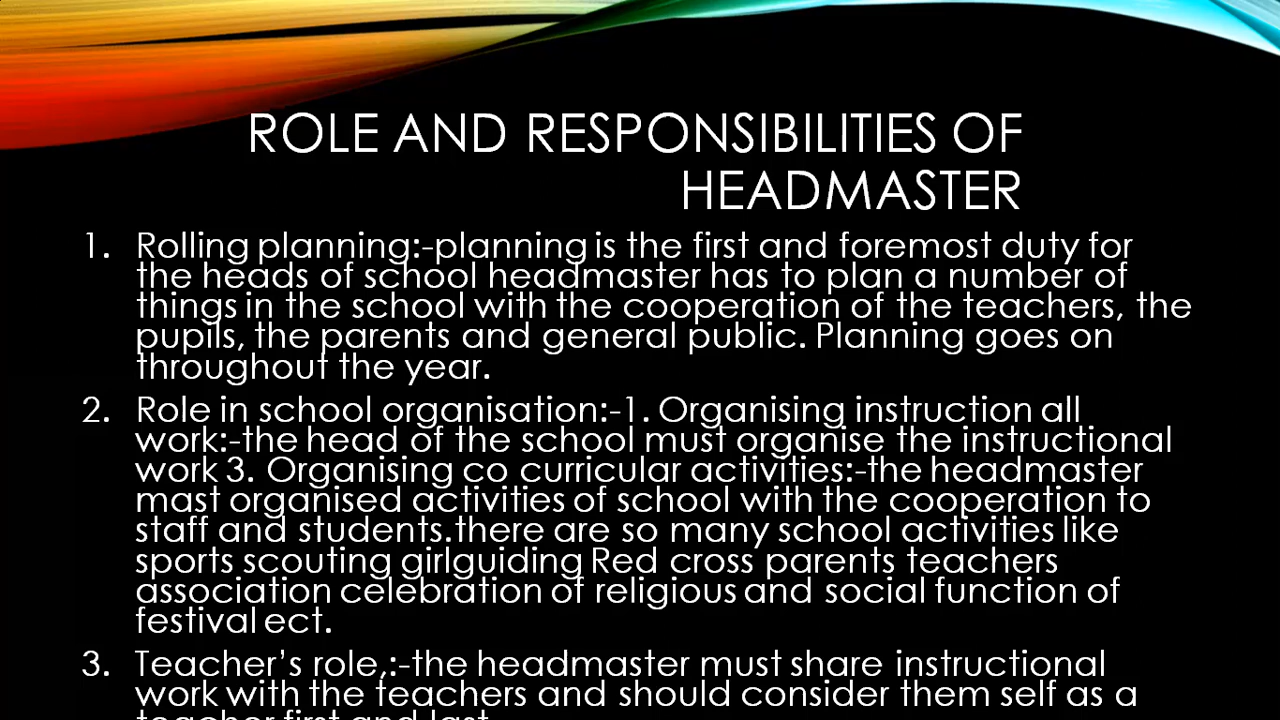 ROLE AND RESPONSIBILITIES OF
HEADMASTER
1. Rolling planning:-planning is the first and foremost duty for
the heads of school headmaster has to plan a number of
things in the school with the cooperation of the teachers, the
pupils, the parents and general public. Planning goes on
throughout the year.
2. Role in school organisation:-1. Organising instruction all
work:-the head of the school must organise the instructional
work 3. Organising co curricular activities:-the headmaster
mast organised activities of school with the cooperation to
staff and students.there are so many school activities like
sports scouting girlguiding Red cross parents teachers
association celebration of religious and social function of
festival ect.
3. Teacher’s role,:-the headmaster must share instructional
work with the teachers and should consider them self as a
teacher first and last